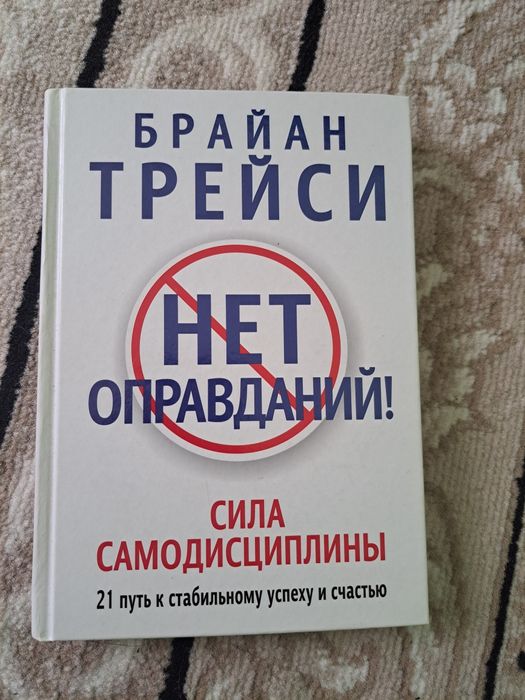 БРАЙАН
ТРЕЙСИ
НЕТ
ОПРАВДАНИЙ!
СИЛА
САМОДИСЦИПЛИНЫ
21 путь к стабильному успеху и счастью